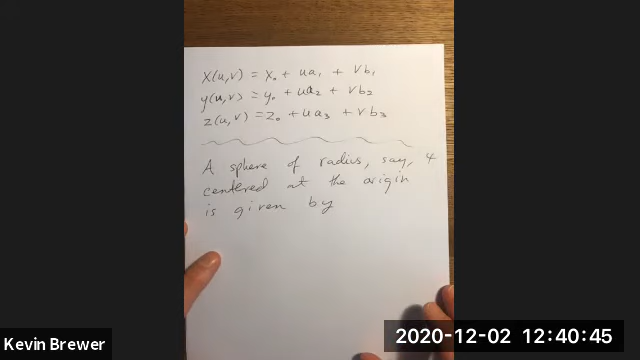 x(u,v) = x₀ + ua₁ + vb₁
y(u,v) = y₀ + ua₂ + vb₂
z(u,v) = z₀ + ua₃ + vb₃
A sphere of radius, say, 4
centered at the origin
is given by
Kevin Brewer
2020-12-02 12:40:45